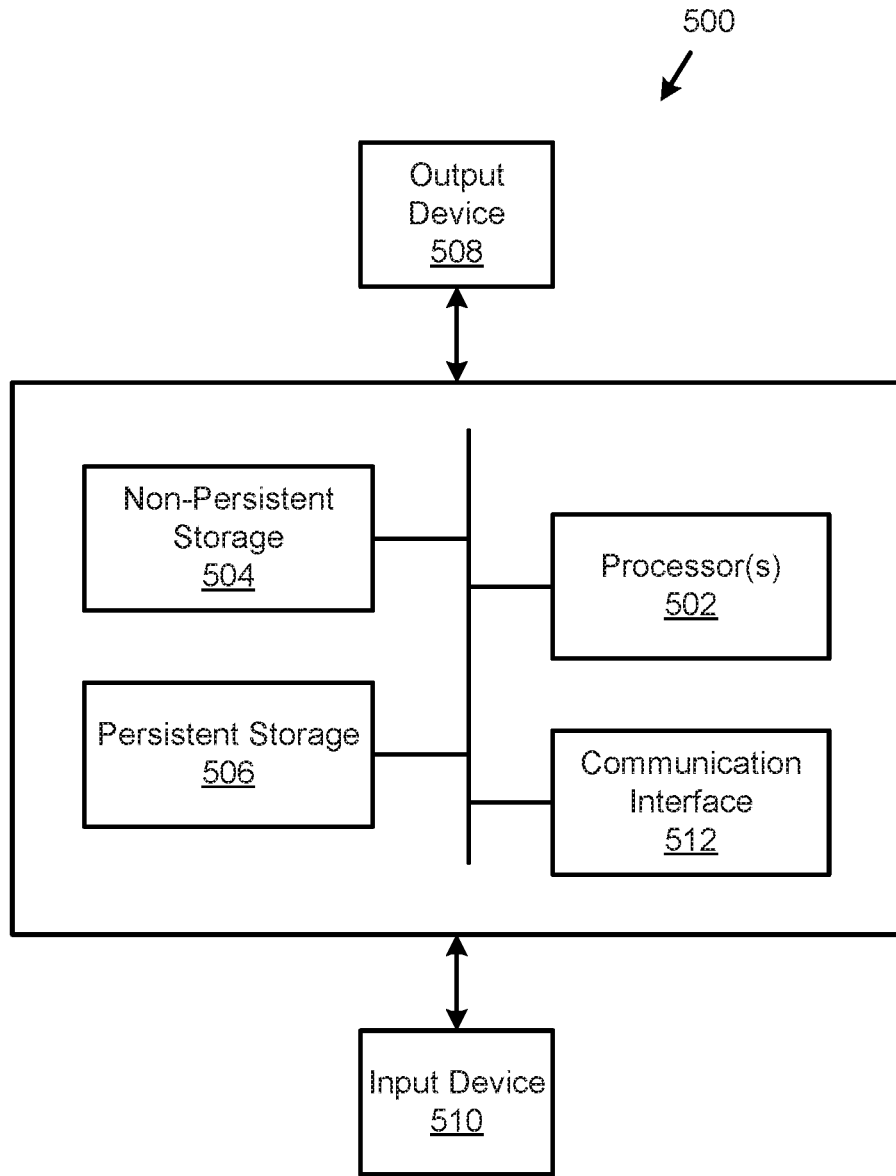 500
Output
Device
508
Non-Persistent
Storage
504
Processor(s)
502
Persistent Storage
506
Communication
Interface
512
Input Device
510